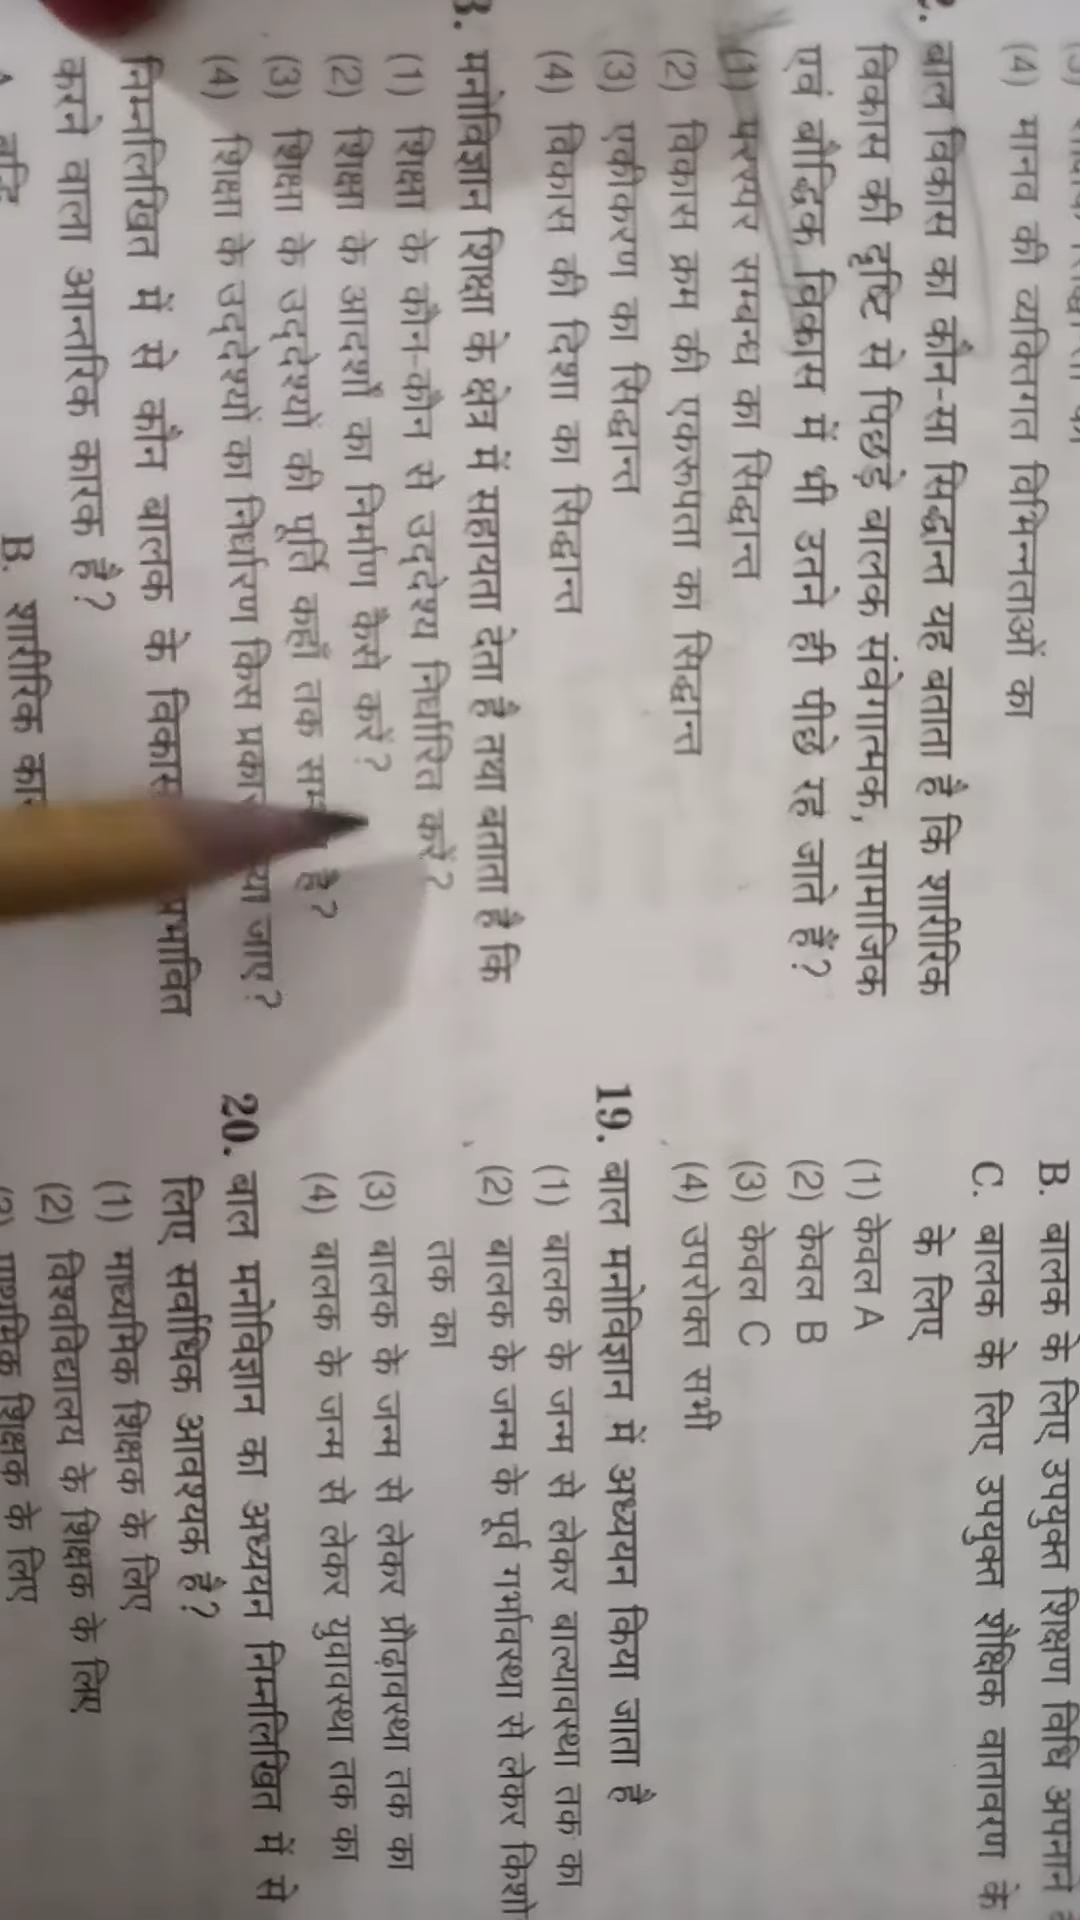 (4) मानव की व्यक्तिगत विभिन्नताओं का
2. बाल विकास का कौन-सा सिद्धान्त यह बताता है कि शारीरिक
विकास की दृष्टि से पिछड़े बालक संवेगात्मक, सामाजिक
एवं बौद्धिक विकास में भी उतने ही पीछे रह जाते हैं?
(1) परस्पर सम्बन्ध का सिद्धान्त
(2) विकास क्रम की एकरूपता का सिद्धान्त
(3) एकीकरण का सिद्धान्त
(4) विकास की दिशा का सिद्धान्त
3. मनोविज्ञान शिक्षा के क्षेत्र में सहायता देता है तथा बताता है कि
(1) शिक्षा के कौन-कौन से उद्देश्य निर्धारित करें?
(2) शिक्षा के आदर्शों का निर्माण कैसे करें?
(3) शिक्षा के उद्देश्यों की पूर्ति कहाँ तक है?
(4) शिक्षा के उद्देश्यों का निर्धारण किस जाए?
निम्नलिखित में से कौन बालक के विकास प्रभावित
करने वाला आन्तरिक कारक है?
B. शारीरिक
B. बालक के लिए उपयुक्त शिक्षण विधि अपनाने
C. बालक के लिए उपयुक्त शैक्षिक वातावरण के
के लिए
(1) केवल A
(2) केवल B
(3) केवल C
(4) उपरोक्त सभी
19. बाल मनोविज्ञान में अध्ययन किया जाता है
(1) बालक के जन्म से लेकर बाल्यावस्था तक का
(2) बालक के जन्म के पूर्व गर्भावस्था से लेकर किशो
तक का
(3) बालक के जन्म से लेकर प्रौढ़ावस्था तक का
(4) बालक के जन्म से लेकर युवावस्था तक का
20. बाल मनोविज्ञान का अध्ययन निम्नलिखित में से
लिए सर्वाधिक आवश्यक है?
(1) माध्यमिक शिक्षक के लिए
(2) विश्वविद्यालय के शिक्षक के लिए
शिक्षक के लिए